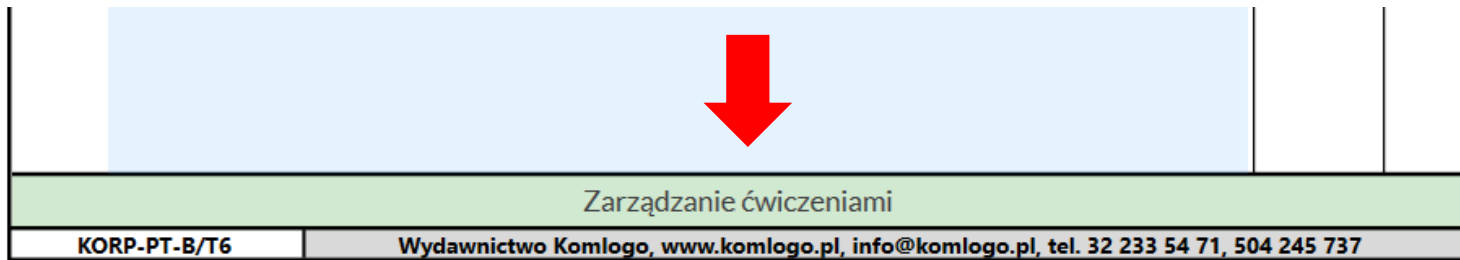 Zarządzanie ćwiczeniami
KORP-PT-B/T6
Wydawnictwo Komlogo, www.komlogo.pl, info@komlogo.pl, tel. 32 233 54 71, 504 245 737